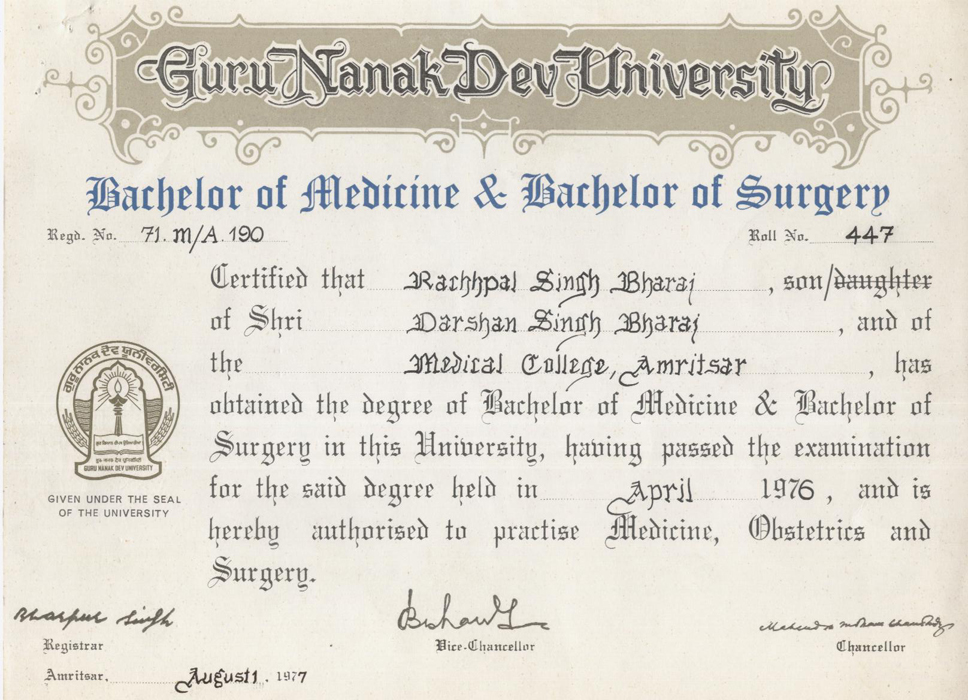 Guru Nanak Dev University
Bachelor of Medicine & Bachelor of Surgery
Regd. No. 71. M/A. 190 Roll No. 447
Certified that Rachhpal Singh Bharaj, son/daughter
of Shri Darshan Singh Bharaj, and of
the Medical College, Amritsar, has
obtained the degree of Bachelor of Medicine & Bachelor of
Surgery in this University, having passed the examination
for the said degree held in April 1976, and is
hereby authorised to practise Medicine, Obstetrics and
Surgery.
ਗੁਰੂ ਨਾਨਕ ਦੇਵ ਯੂਨੀਵਰਸਿਟੀ
GURU NANAK DEV UNIVERSITY
GIVEN UNDER THE SEAL
OF THE UNIVERSITY
Singh
Registrar Vice-Chancellor Chancellor
Amritsar, August 1, 1977